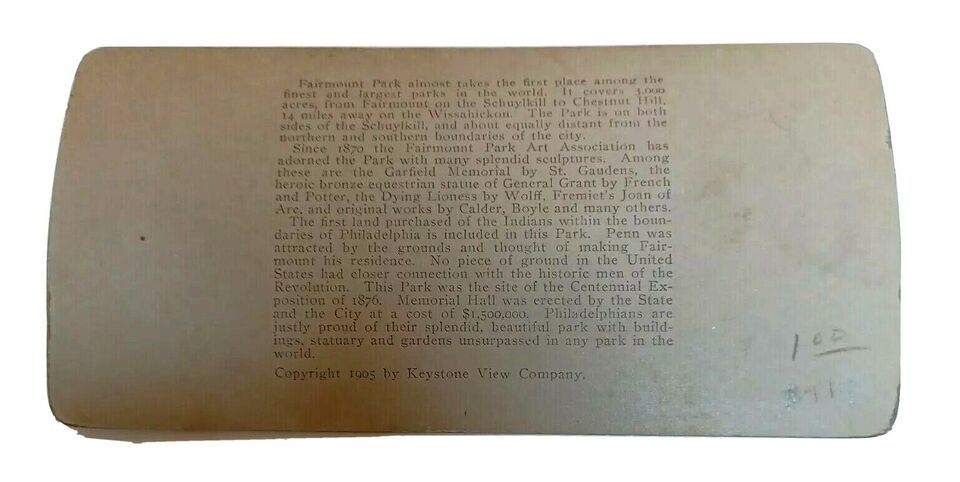 Fairmount Park almost takes the first place among the
finest and largest parks in the world. It covers 3,000
acres, from Fairmount on the Schuylkill to Chestnut Hill,
14 miles away on the Wissahickon. The Park is on both
sides of the Schuylkill, and about equally distant from the
northern and southern boundaries of the city.
Since 1870 the Fairmount Park Art Association has
adorned the Park with many splendid sculptures. Among
these are the Garfield Memorial by St. Gaudens, the
heroic bronze equestrian statue of General Grant by French
and Potter, the Dying Lioness by Wolff, Fremiet's Joan of
Arc, and original works by Calder, Boyle and many others.
The first land purchased of the Indians within the boun-
daries of Philadelphia is included in this Park. Penn was
attracted by the grounds and thought of making Fair-
mount his residence. No piece of ground in the United
States had closer connection with the historic men of the
Revolution. This Park was the site of the Centennial Ex-
position of 1876. Memorial Hall was erected by the State
and the City at a cost of $1,500,000. Philadelphians are
justly proud of their splendid, beautiful park with build-
ings, statuary and gardens unsurpassed in any park in the
world.
Copyright 1905 by Keystone View Company.
1 00